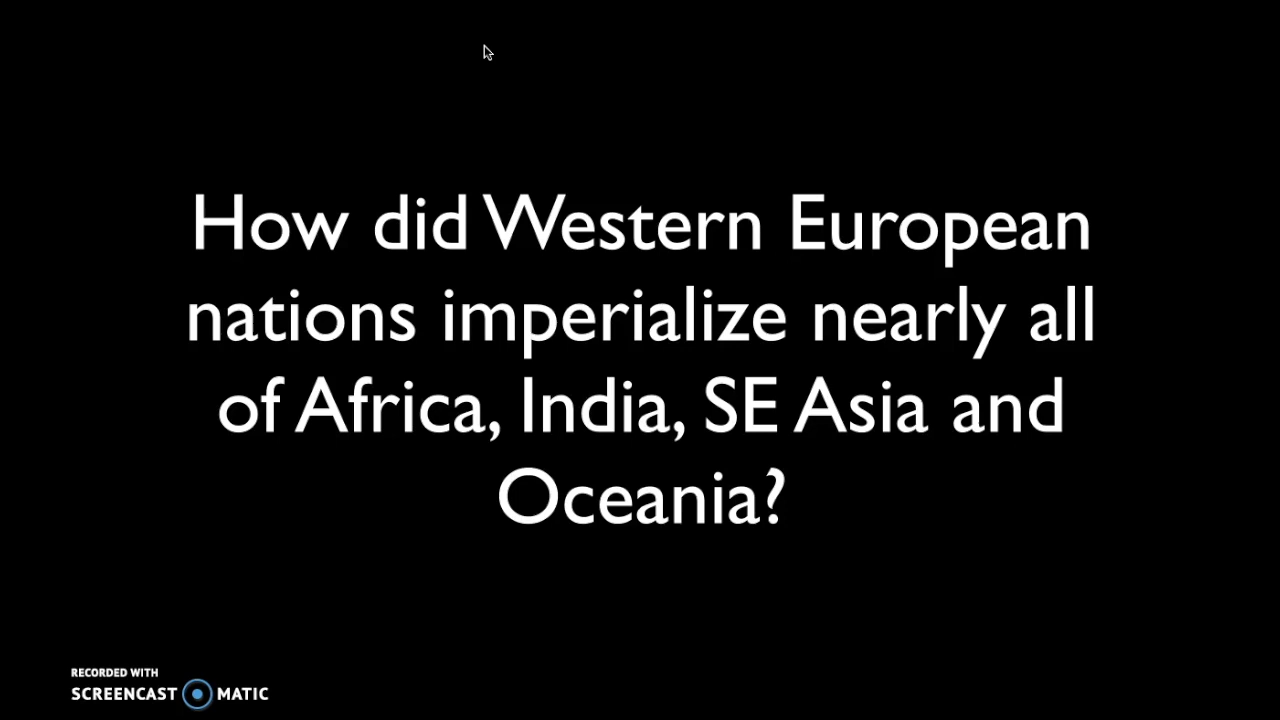 How did Western European
nations imperialize nearly all
of Africa, India, SE Asia and
Oceania?
RECORDED WITH
SCREENCAST MATIC